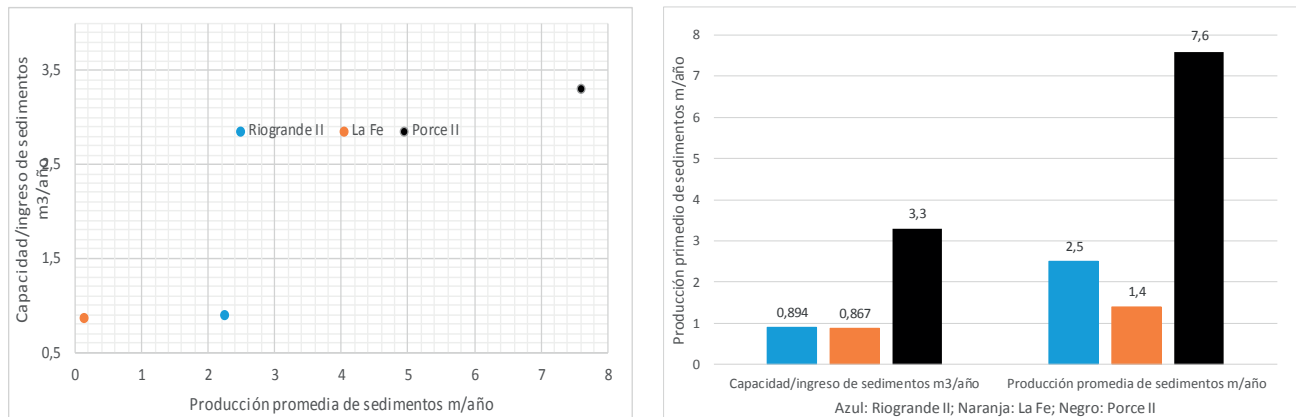 Capacidad/ingreso de sedimentos
m3/año
3,5
2,5
1,5
0,5
Riogrande II La Fe Porce II
0 1 2 3 4 5 6 7 8
Producción promedia de sedimentos m/año
Producción primedio de sedimentos m/año
8
7
6
5
4
3
2
1
0
0,894
0,867
3,3
2,5
1,4
7,6
Capacidad/ingreso de sedimentos m3/año Producción promedia de sedimentos m/año
Azul: Riogrande II; Naranja: La Fe; Negro: Porce II